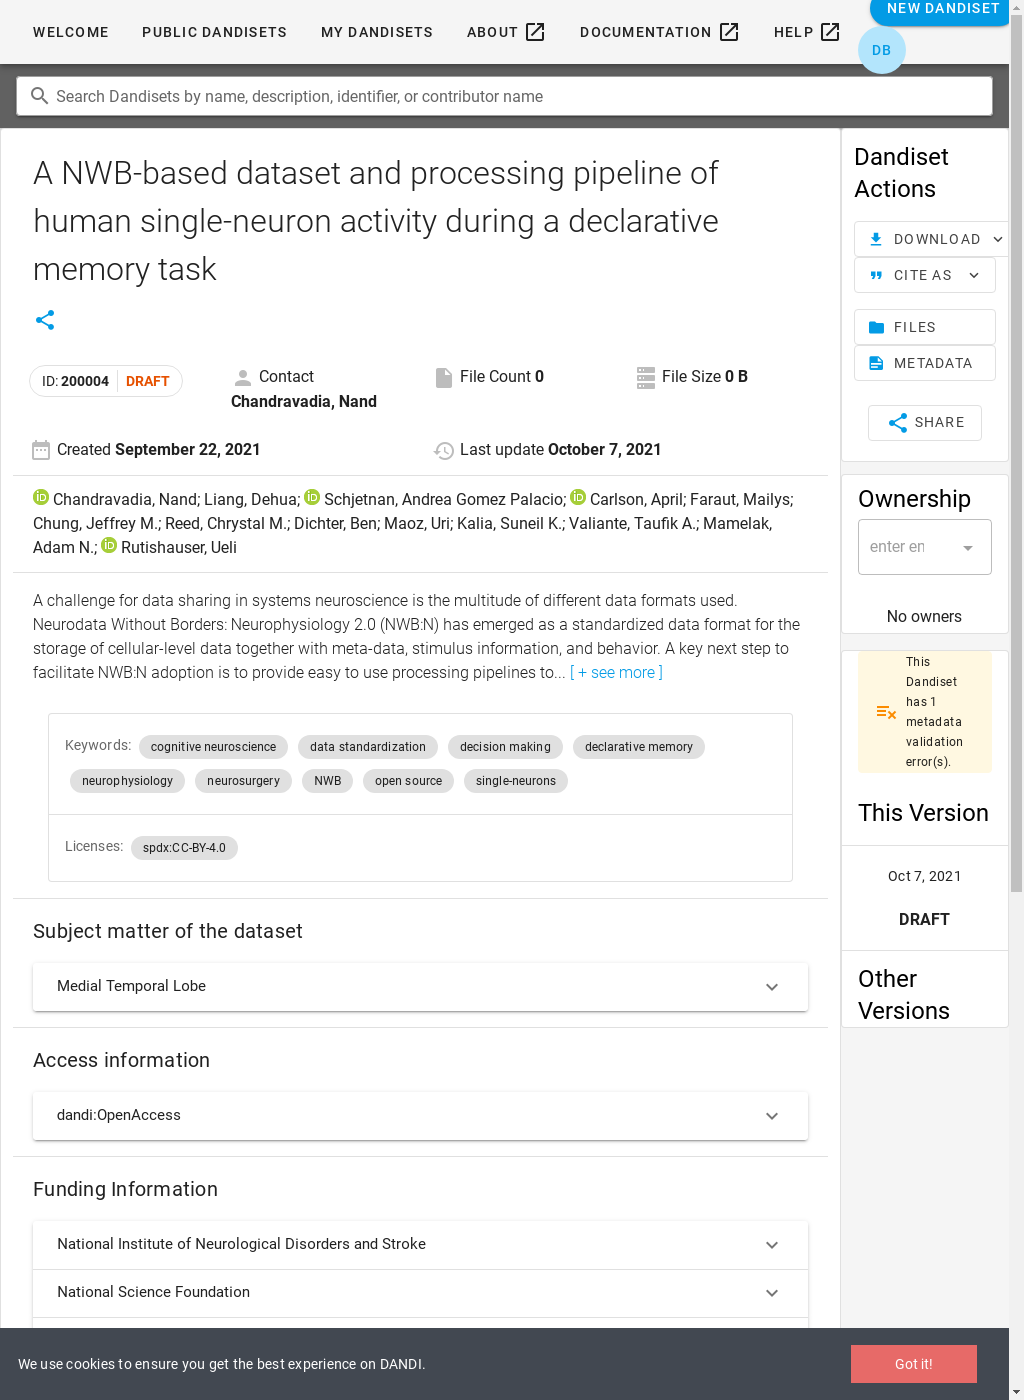 WELCOME PUBLIC DANDISETS MY DANDISETS ABOUT DOCUMENTATION HELP NEW DANDISET
DB
Search Dandisets by name, description, identifier, or contributor name
A NWB-based dataset and processing pipeline of
human single-neuron activity during a declarative
memory task
ID: 200004 DRAFT
Contact
Chandravadia, Nand
File Count 0
File Size 0 B
Created September 22, 2021
Last update October 7, 2021
Chandravadia, Nand; Liang, Dehua; Schjetnan, Andrea Gomez Palacio; Carlson, April; Faraut, Mailys;
Chung, Jeffrey M.; Reed, Chrystal M.; Dichter, Ben; Maoz, Uri; Kalia, Suneil K.; Valiante, Taufik A.; Mamelak,
Adam N.; Rutishauser, Ueli
A challenge for data sharing in systems neuroscience is the multitude of different data formats used.
Neurodata Without Borders: Neurophysiology 2.0 (NWB:N) has emerged as a standardized data format for the
storage of cellular-level data together with meta-data, stimulus information, and behavior. A key next step to
facilitate NWB:N adoption is to provide easy to use processing pipelines to... [ + see more ]
Keywords: cognitive neuroscience data standardization decision making declarative memory
neurophysiology neurosurgery NWB open source single-neurons
Licenses: spdx:CC-BY-4.0
Subject matter of the dataset
Medial Temporal Lobe
Access information
dandi:OpenAccess
Funding Information
National Institute of Neurological Disorders and Stroke
National Science Foundation
Dandiset
Actions
DOWNLOAD
CITE AS
FILES
METADATA
SHARE
Ownership
enter en
No owners
This
Dandiset
has 1
metadata
validation
error(s).
This Version
Oct 7, 2021
DRAFT
Other
Versions
We use cookies to ensure you get the best experience on DANDI.
Got it!